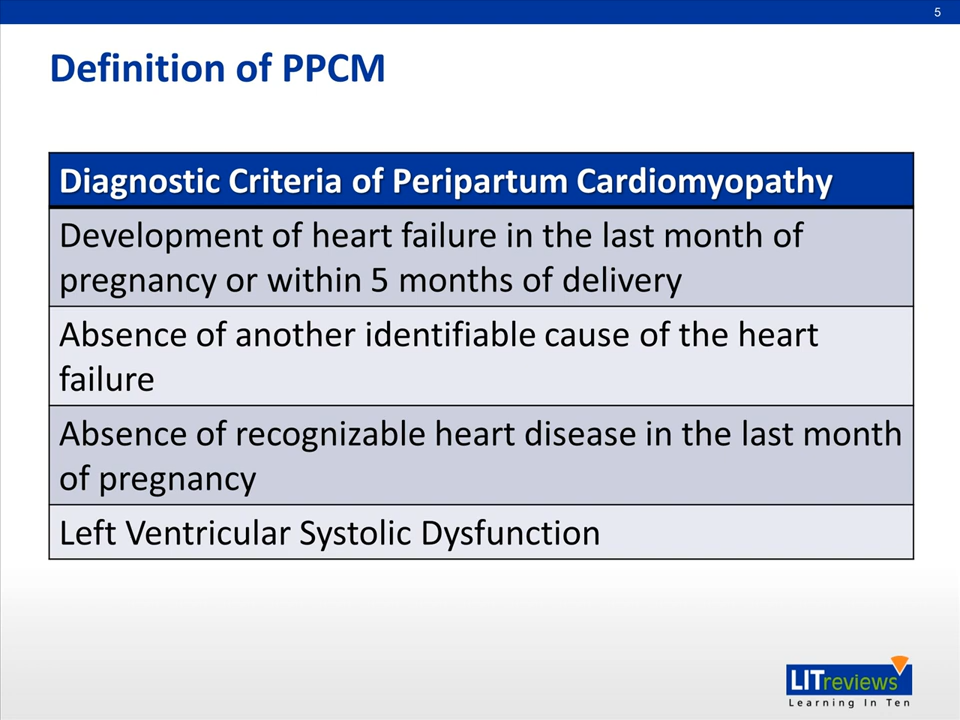 5
Definition of PPCM
Diagnostic Criteria of Peripartum Cardiomyopathy
Development of heart failure in the last month of
pregnancy or within 5 months of delivery
Absence of another identifiable cause of the heart
failure
Absence of recognizable heart disease in the last month
of pregnancy
Left Ventricular Systolic Dysfunction
LITreviews
Learning In Ten